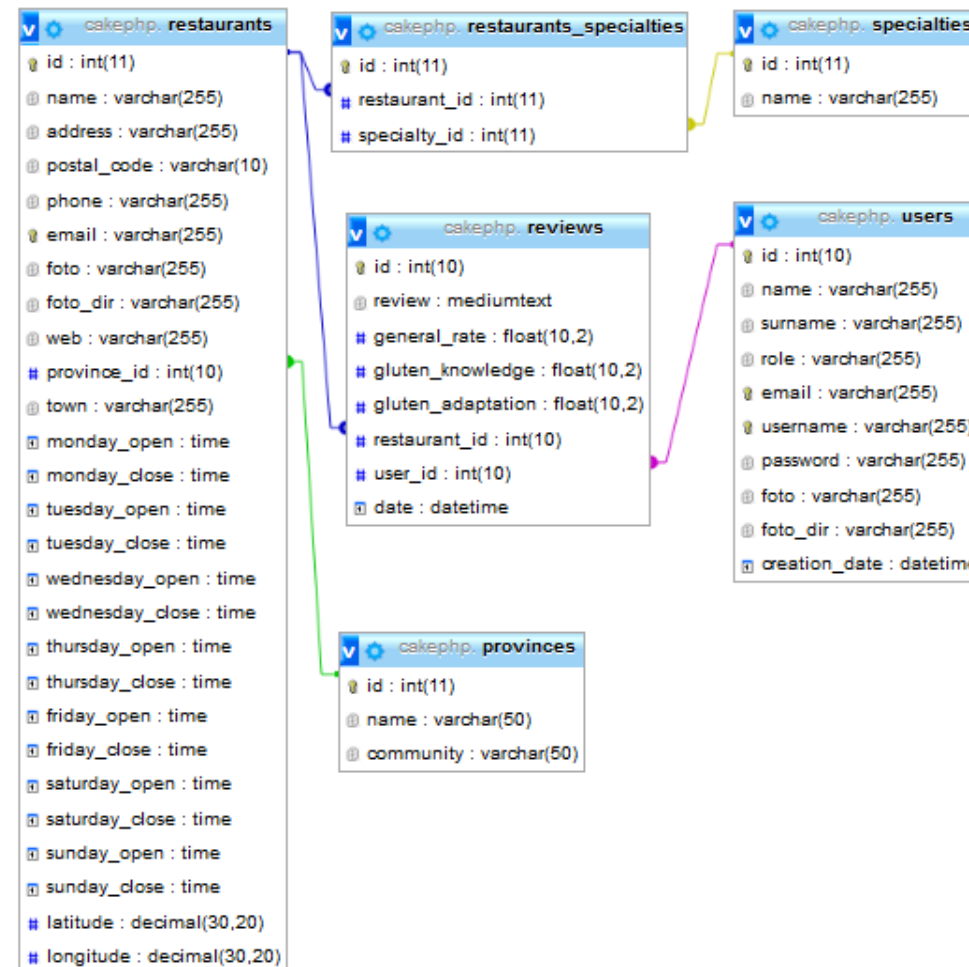 cakephp. restaurants
id : int(11)
name : varchar(255)
address : varchar(255)
postal_code : varchar(10)
phone : varchar(255)
email : varchar(255)
foto : varchar(255)
foto_dir : varchar(255)
web : varchar(255)
province_id : int(10)
town : varchar(255)
monday_open : time
monday_close : time
tuesday_open : time
tuesday_close : time
wednesday_open : time
wednesday_close : time
thursday_open : time
thursday_close : time
friday_open : time
friday_close : time
saturday_open : time
saturday_close : time
sunday_open : time
sunday_close : time
latitude : decimal(30,20)
longitude : decimal(30,20)
cakephp. restaurants_specialties
id : int(11)
restaurant_id : int(11)
specialty_id : int(11)
cakephp. specialties
id : int(11)
name : varchar(255)
cakephp. reviews
id : int(10)
review : mediumtext
general_rate : float(10,2)
gluten_knowledge : float(10,2)
gluten_adaptation : float(10,2)
restaurant_id : int(10)
user_id : int(10)
date : datetime
cakephp. users
id : int(10)
name : varchar(255)
surname : varchar(255)
role : varchar(255)
email : varchar(255)
username : varchar(255)
password : varchar(255)
foto : varchar(255)
foto_dir : varchar(255)
creation_date : datetime
cakephp. provinces
id : int(11)
name : varchar(50)
community : varchar(50)